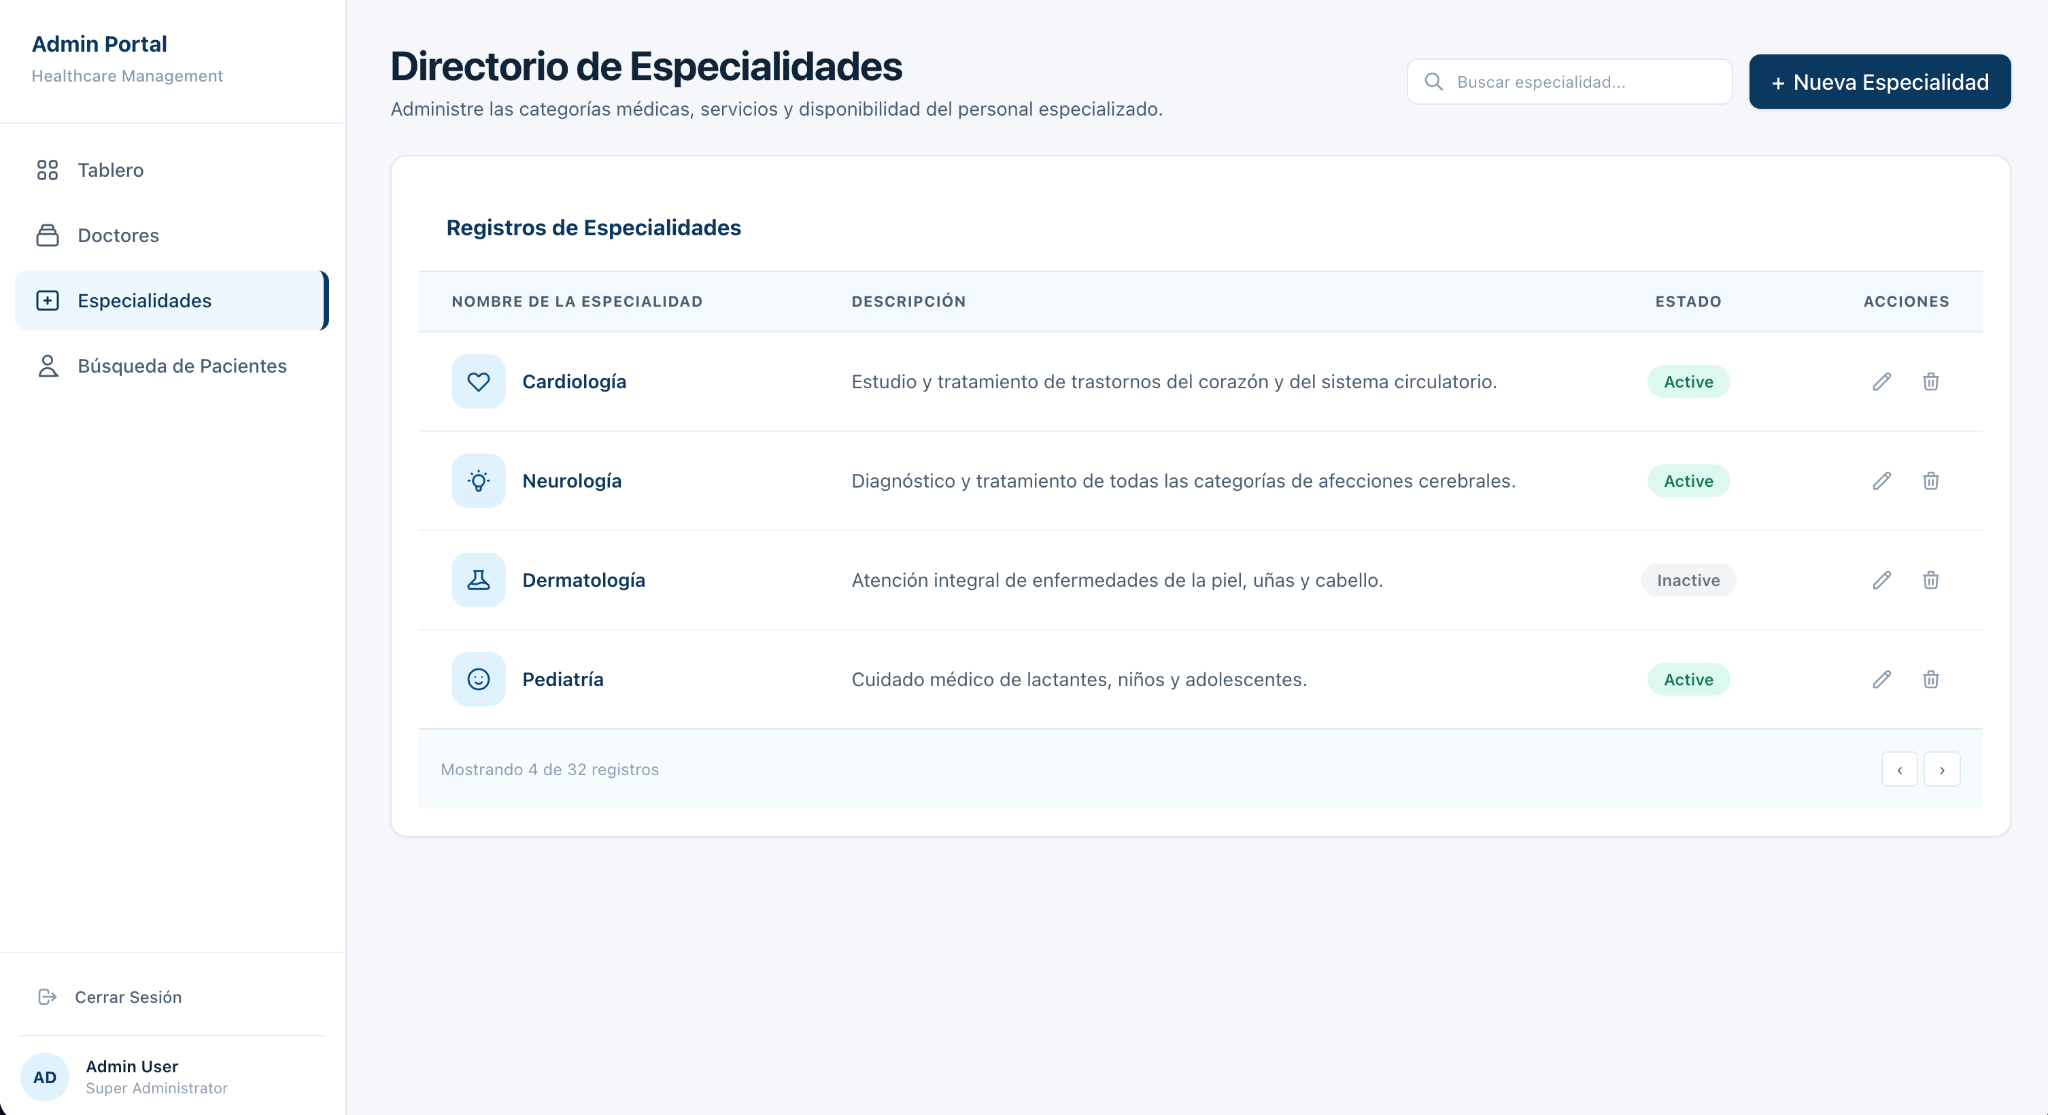 Admin Portal
Healthcare Management
Tablero
Doctores
Especialidades
Búsqueda de Pacientes
Cerrar Sesión
AD
Admin User
Super Administrator
Directorio de Especialidades
Administre las categorías médicas, servicios y disponibilidad del personal especializado.
Buscar especialidad...
+ Nueva Especialidad
Registros de Especialidades
NOMBRE DE LA ESPECIALIDAD DESCRIPCIÓN ESTADO ACCIONES
Cardiología Estudio y tratamiento de trastornos del corazón y del sistema circulatorio. Active
Neurología Diagnóstico y tratamiento de todas las categorías de afecciones cerebrales. Active
Dermatología Atención integral de enfermedades de la piel, uñas y cabello. Inactive
Pediatría Cuidado médico de lactantes, niños y adolescentes. Active
Mostrando 4 de 32 registros ‹ ›